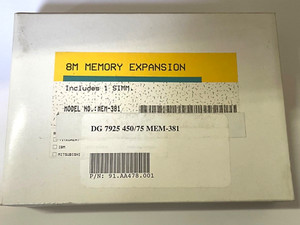 8M MEMORY EXPANSION
Includes 1 SIMM.
MODEL NO.:MEM-381
DG 7925 450/75 MEM-381
IBM
MITSUBISHI
P/N: 91.AA478.001